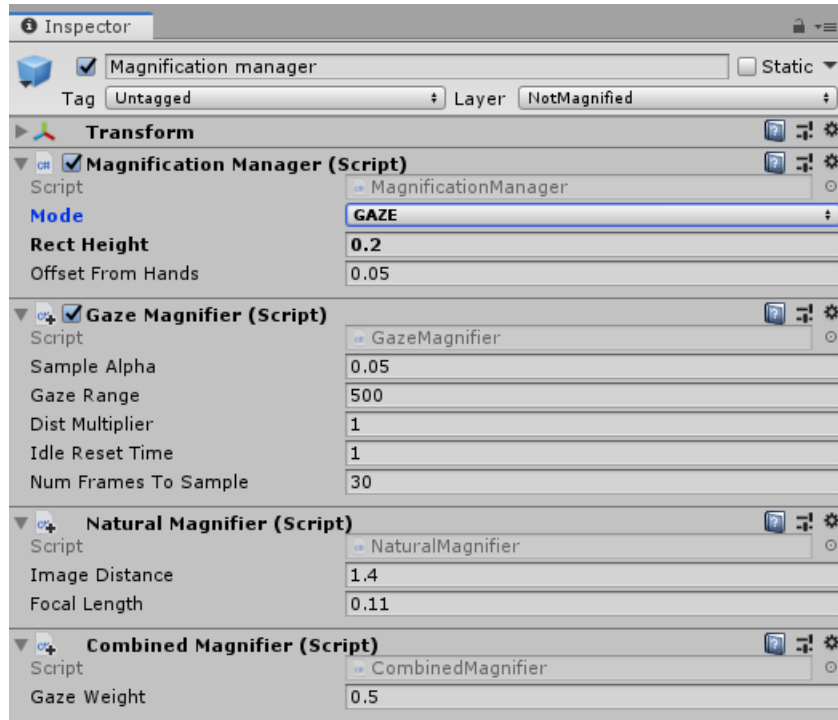 Inspector
Magnification manager Static
Tag Untagged Layer NotMagnified
Transform
Magnification Manager (Script)
Script MagnificationManager
Mode GAZE
Rect Height 0.2
Offset From Hands 0.05
Gaze Magnifier (Script)
Script GazeMagnifier
Sample Alpha 0.05
Gaze Range 500
Dist Multiplier 1
Idle Reset Time 1
Num Frames To Sample 30
Natural Magnifier (Script)
Script NaturalMagnifier
Image Distance 1.4
Focal Length 0.11
Combined Magnifier (Script)
Script CombinedMagnifier
Gaze Weight 0.5